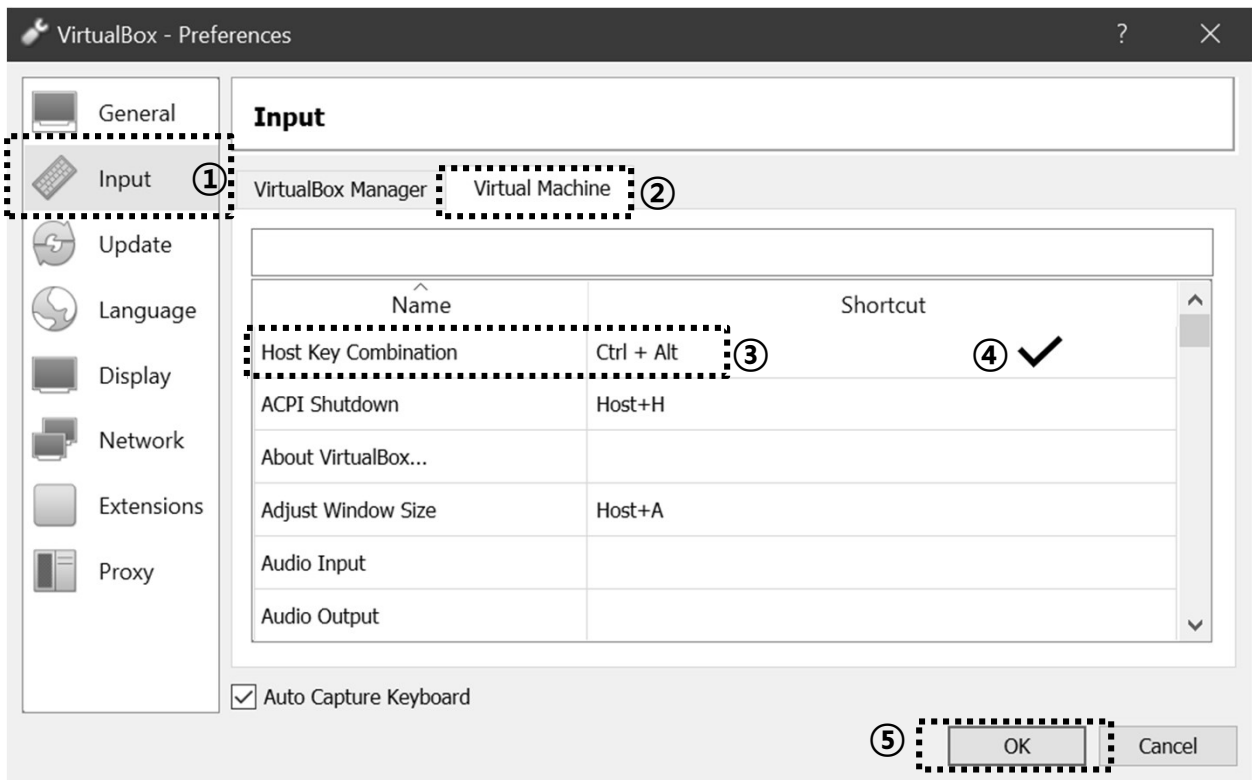 VirtualBox - Preferences ?
General
Input ①
Update
Language
Display
Network
Extensions
Proxy
Input
VirtualBox Manager Virtual Machine ②
Name Shortcut
Host Key Combination Ctrl + Alt ③ ④
ACPI Shutdown Host+H
About VirtualBox...
Adjust Window Size Host+A
Audio Input
Audio Output
Auto Capture Keyboard
⑤ OK Cancel